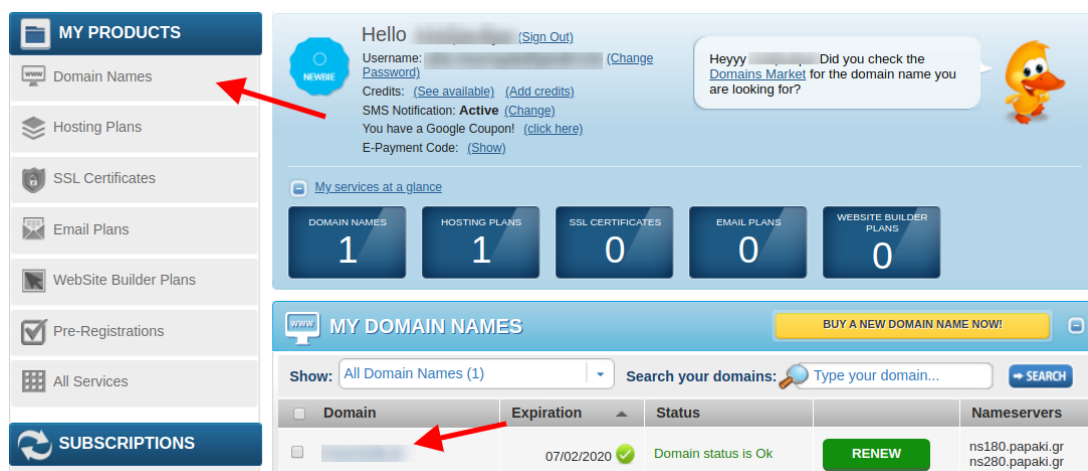 MY PRODUCTS
www
Domain Names
Hosting Plans
SSL Certificates
Email Plans
WebSite Builder Plans
Pre-Registrations
All Services
SUBSCRIPTIONS
NEWBIE
Hello (Sign Out)
Username: (Change
Password)
Credits: (See available) (Add credits)
SMS Notification: Active (Change)
You have a Google Coupon! (click here)
E-Payment Code: (Show)
Heyyy Did you check the
Domains Market for the domain name you
are looking for?
My services at a glance
DOMAIN NAMES
1
HOSTING PLANS
1
SSL CERTIFICATES
0
EMAIL PLANS
0
WEBSITE BUILDER
PLANS
0
www
MY DOMAIN NAMES
BUY A NEW DOMAIN NAME NOW!
Show: All Domain Names (1) Search your domains: Type your domain... SEARCH
Domain Expiration Status Nameservers
07/02/2020 Domain status is Ok RENEW ns180.papaki.gr
ns280.papaki.gr